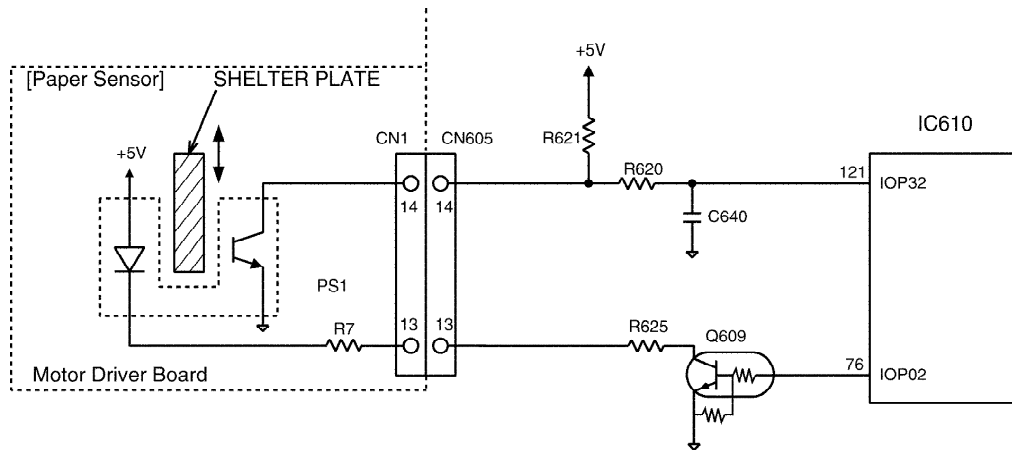 [Paper Sensor]
SHELTER PLATE
+5V
PS1
R7
Motor Driver Board
CN1
CN605
14
14
13
13
+5V
R621
R620
C640
R625
Q609
IC610
121
IOP32
76
IOP02